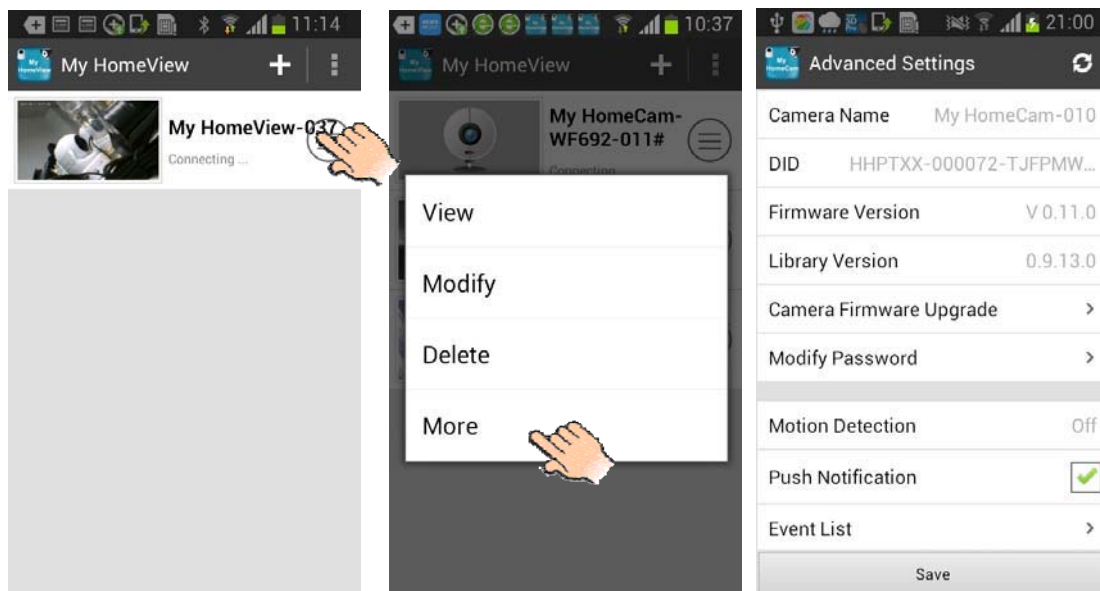 11:14
My HomeView
My HomeView-037
Connecting ...
10:37
My HomeView
My HomeCam-
WF692-011#
Connecting
View
Modify
Delete
More
21:00
Advanced Settings
Camera Name My HomeCam-010
DID HHPTXX-000072-TJFPMW...
Firmware Version V 0.11.0
Library Version 0.9.13.0
Camera Firmware Upgrade >
Modify Password >
Motion Detection Off
Push Notification
Event List >
Save